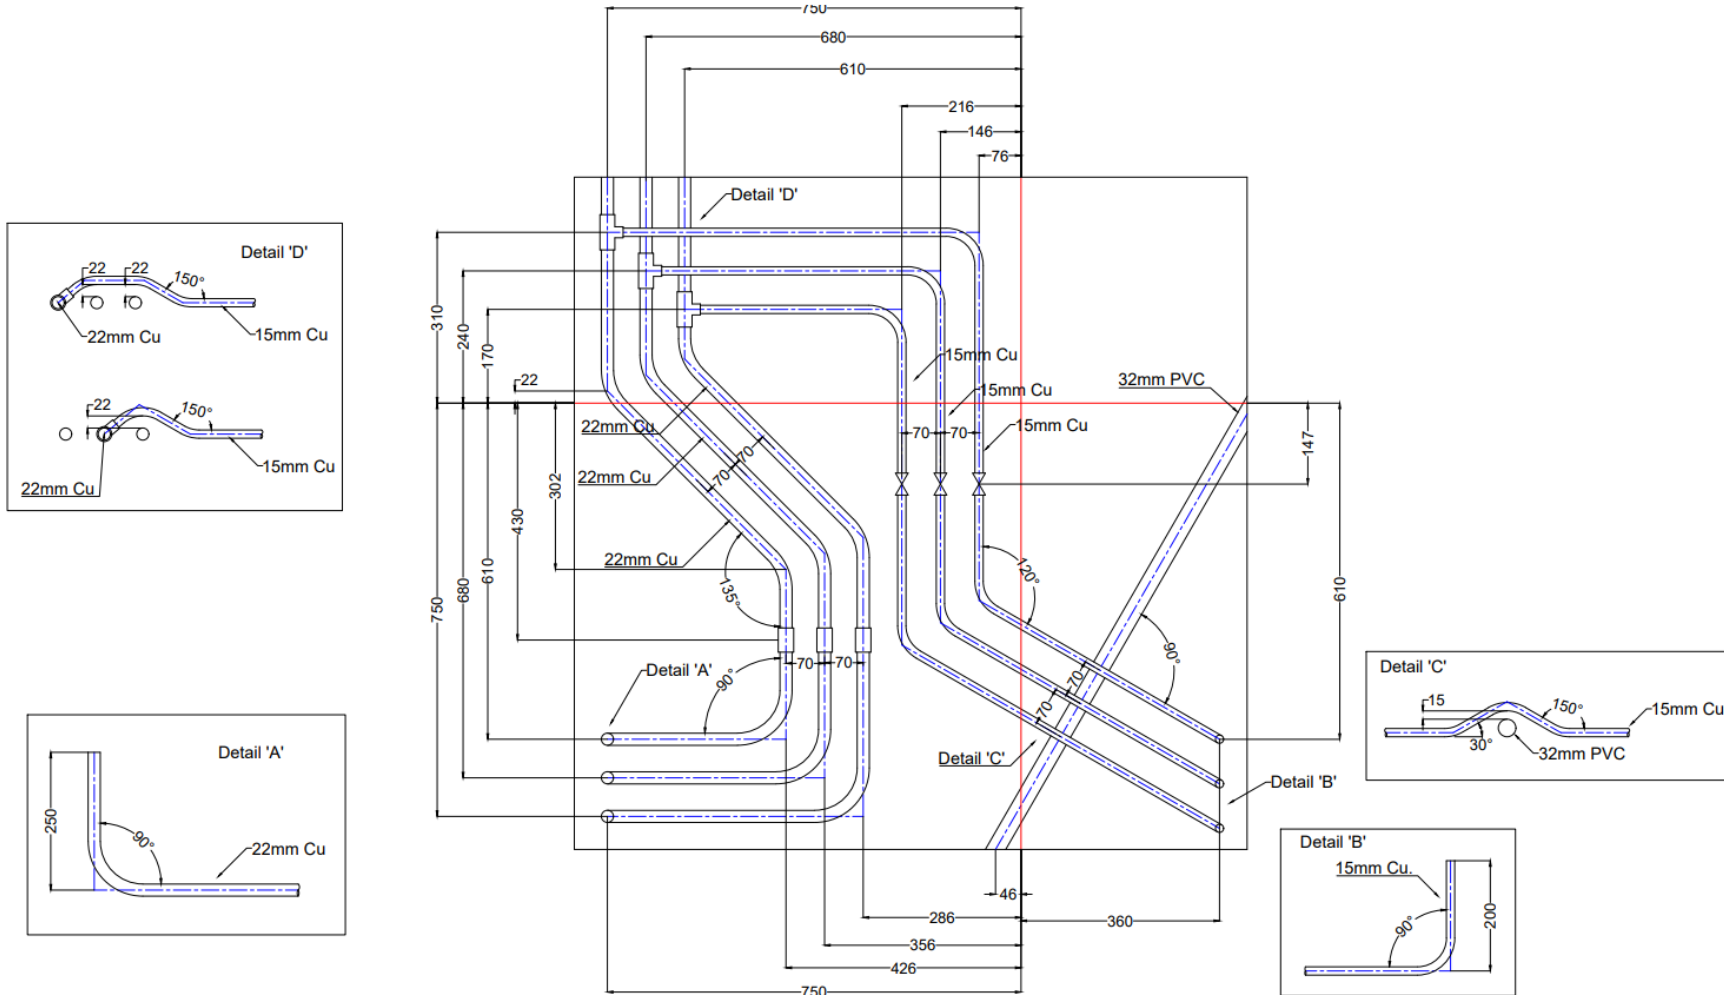 750
680
610
216
146
76
Detail 'D'
Detail 'D'
22
22
150°
22mm Cu
15mm Cu
22
150°
15mm Cu
22mm Cu
310
240
170
22
15mm Cu
15mm Cu
15mm Cu
32mm PVC
22mm Cu
22mm Cu
22mm Cu
70
70
70
70
147
302
430
610
680
750
135°
120°
90°
610
Detail 'A'
90°
70
70
70
70
Detail 'C'
Detail 'B'
Detail 'A'
250
90°
22mm Cu
Detail 'C'
15
150°
30°
15mm Cu
32mm PVC
Detail 'B'
15mm Cu.
90°
200
46
286
360
356
426
750